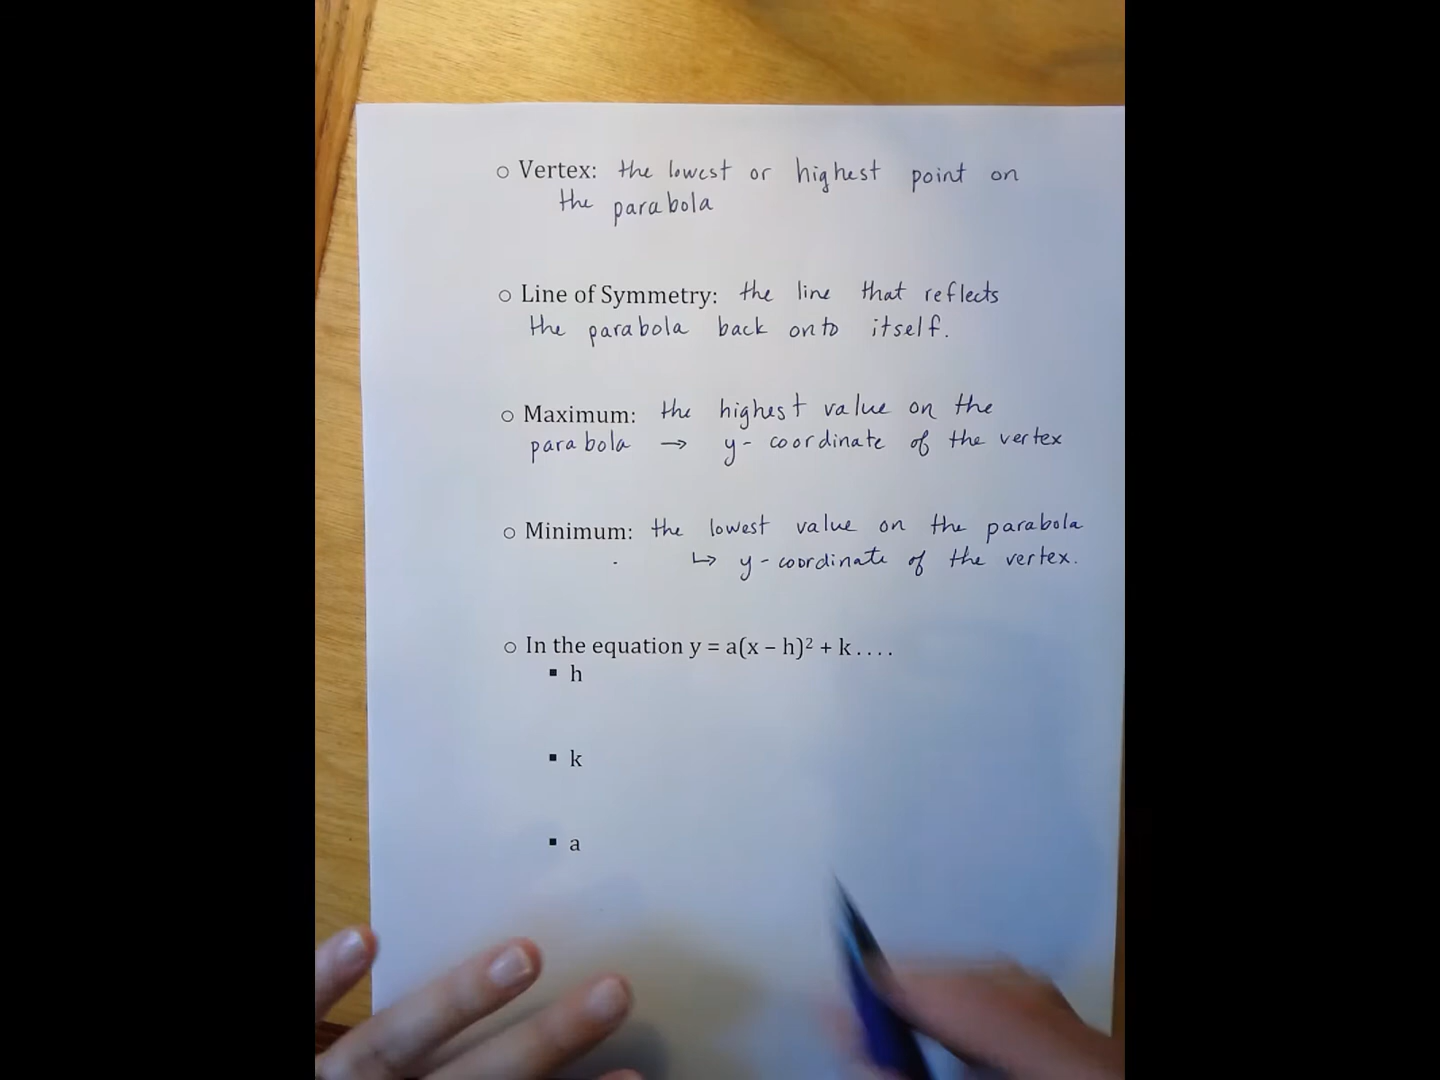 ○ Vertex: the lowest or highest point on
the parabola
○ Line of Symmetry: the line that reflects
the parabola back onto itself.
○ Maximum: the highest value on the
parabola → y-coordinate of the vertex
○ Minimum: the lowest value on the parabola
↳ y-coordinate of the vertex.
○ In the equation y = a(x – h)² + k . . . .
▪ h
▪ k
▪ a